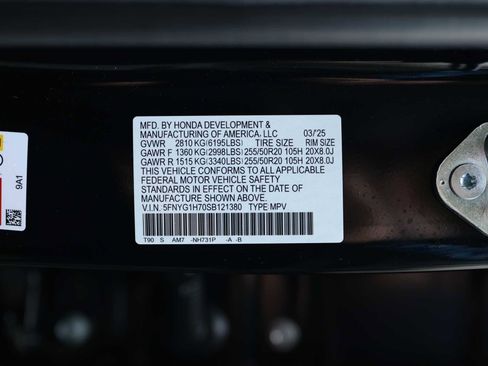 MFD. BY HONDA DEVELOPMENT &
MANUFACTURING OF AMERICA, LLC 03/25
GVWR 2810 KG(6195LBS) TIRE SIZE RIM SIZE
GAWR F 1360 KG(2998LBS) 255/50R20 105H 20X8.0J
GAWR R 1515 KG(3340LBS) 255/50R20 105H 20X8.0J
THIS VEHICLE CONFORMS TO ALL APPLICABLE
FEDERAL MOTOR VEHICLE SAFETY
STANDARDS IN EFFECT ON THE DATE OF
MANUFACTURE SHOWN ABOVE.
V.I.N. 5FNYG1H70SB121380 TYPE:MPV
T90 S AM7 -NH731P -A -B
9A1